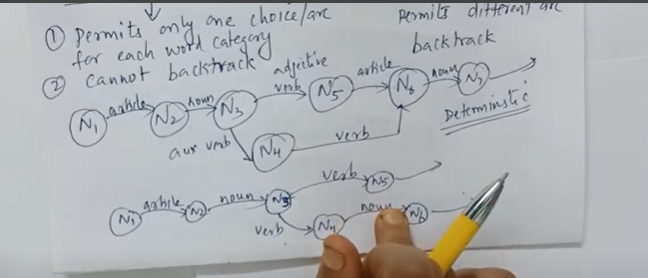 ① Permits only one choice/arc
for each word category
② Cannot backtrack
permits different arc
backtrack
N1 article N2 noun N3 adjective verb N5 article N6 noun N7
aux verb N4 verb
Deterministic
N1 article N2 noun N3 verb N5
verb N4 noun N6